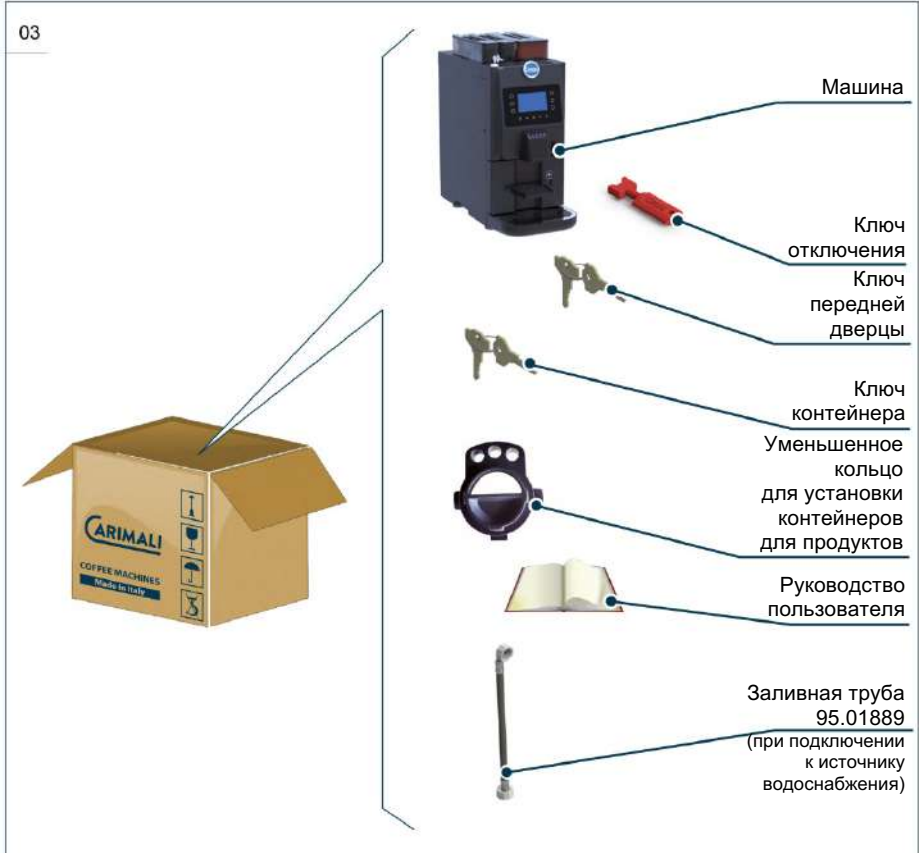 03
Машина
Ключ
отключения
Ключ
передней
дверцы
Ключ
контейнера
Уменьшенное
кольцо
для установки
контейнеров
для продуктов
Руководство
пользователя
Заливная труба
95.01889
(при подключении
к источнику
водоснабжения)
CARIMALI
COFFEE MACHINES
Made in Italy